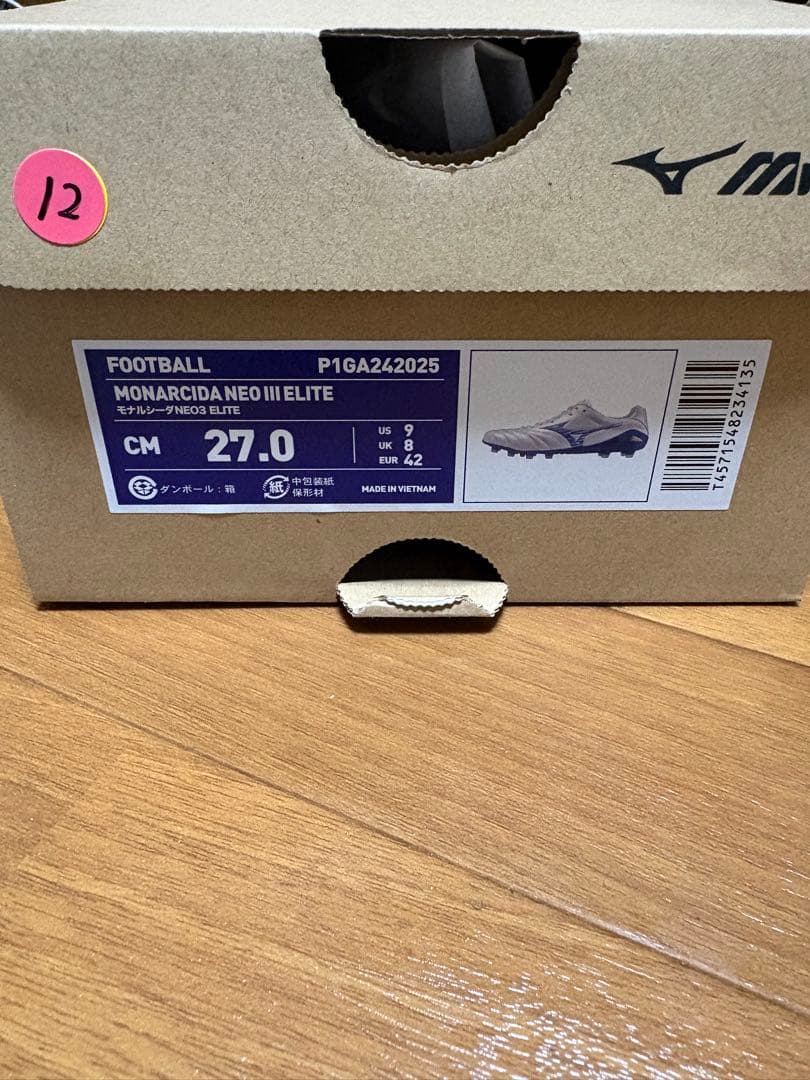 12
FOOTBALL P1GA242025
MONARCIDA NEO III ELITE
モナルシーダNEO3 ELITE
CM 27.0
US 9
UK 8
EUR 42
ダンボール：箱
紙
中包装紙
保形材
MADE IN VIETNAM
T4571548234135